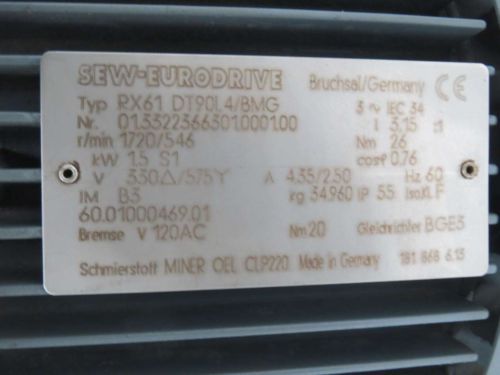 SEW-EURODRIVE Bruchsal/Germany CE
Typ RX61 DT90L4/BMG 3 ~ IEC 34
Nr. 01.3322366301.0001.00 i 3,15 :1
r/min 1720/546 Nm 26
kW 1,5 S1 cosφ 0,76
V 330Δ/575Y A 4,35/2,50 Hz 60
IM B3 kg 34,960 IP 55 Iso.Kl. F
60.01000469.01
Bremse V 120AC Nm 20 Gleichrichter BGE3
Schmierstoff MINER OEL CLP220 Made in Germany 181 868 6.13